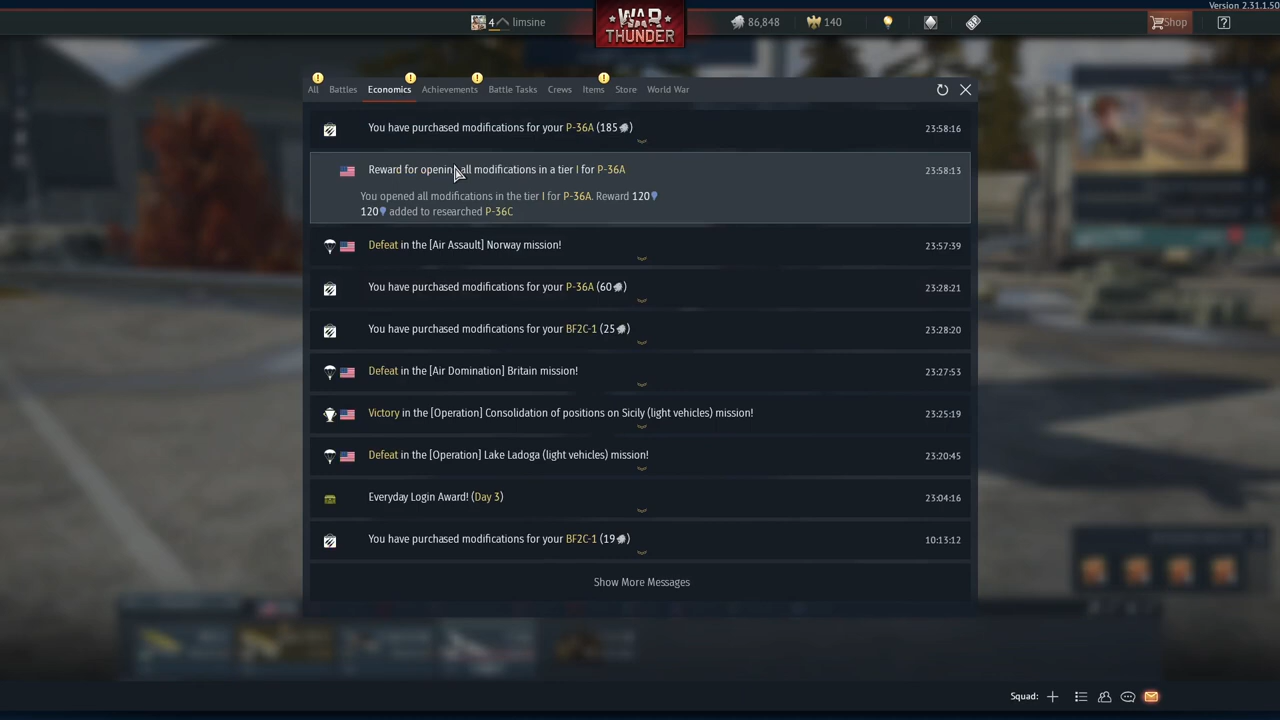 Version 2.31.1.50
4 limsine
WAR THUNDER
86,848
140
BP
Shop
?
! ! ! !
All Battles Economics Achievements Battle Tasks Crews Items Store World War
You have purchased modifications for your P-36A (185) 23:58:16
Reward for opening all modifications in a tier I for P-36A 23:58:13
You opened all modifications in the tier I for P-36A. Reward 120
120 added to researched P-36C
Defeat in the [Air Assault] Norway mission! 23:57:39
You have purchased modifications for your P-36A (60) 23:28:21
You have purchased modifications for your BF2C-1 (25) 23:28:20
Defeat in the [Air Domination] Britain mission! 23:27:53
Victory in the [Operation] Consolidation of positions on Sicily (light vehicles) mission! 23:25:19
Defeat in the [Operation] Lake Ladoga (light vehicles) mission! 23:20:45
Everyday Login Award! (Day 3) 23:04:16
You have purchased modifications for your BF2C-1 (19) 10:13:12
Show More Messages
Squad: